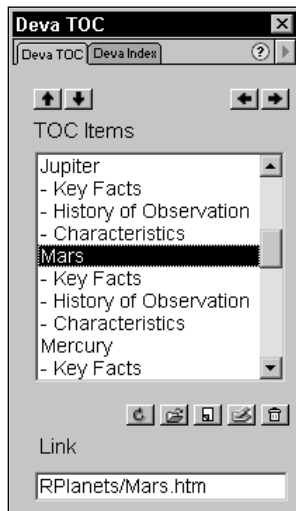 Deva TOC
Deva TOC Deva Index ?
TOC Items
Jupiter
- Key Facts
- History of Observation
- Characteristics
Mars
- Key Facts
- History of Observation
- Characteristics
Mercury
- Key Facts
Link
RPlanets/Mars.htm